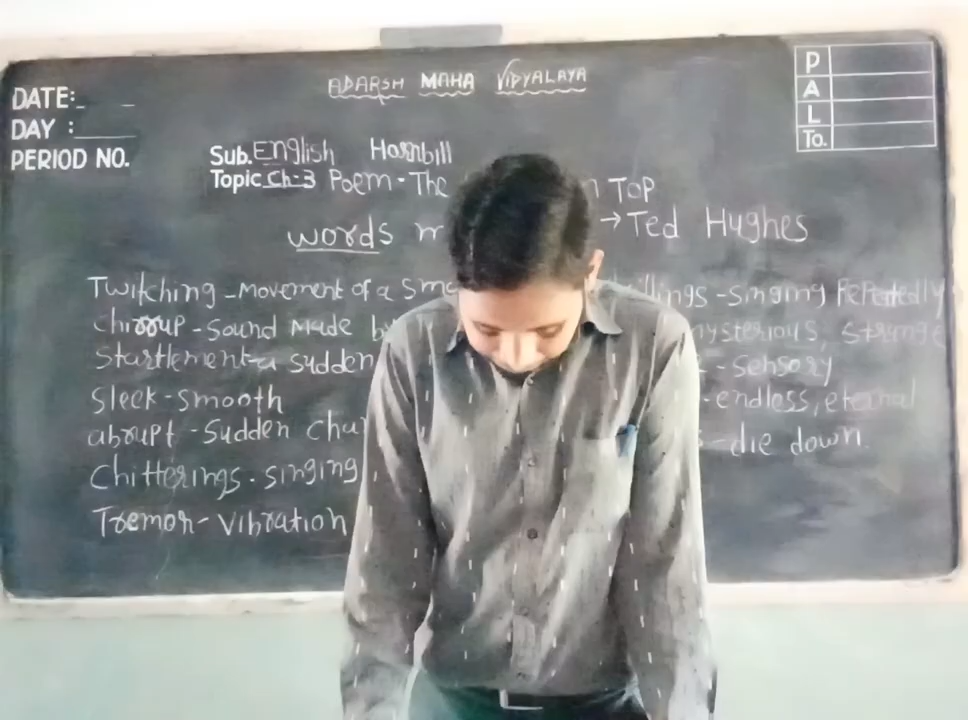 ADARSH MAHA VIDYALAYA
P
A
L
To.
DATE:
DAY :
PERIOD NO.
Sub. English Hornbill
Topic Ch-3 Poem - The TOP
words → Ted Hughes
Twitching - Movement of a - singing Repeatedly
chirrup - Sound Made mysterious, strange
Startlement - a sudden - sensory
Sleek - smooth - endless, eternal
abrupt - Sudden - die down.
Chitterings - singing
Tremor - vibration